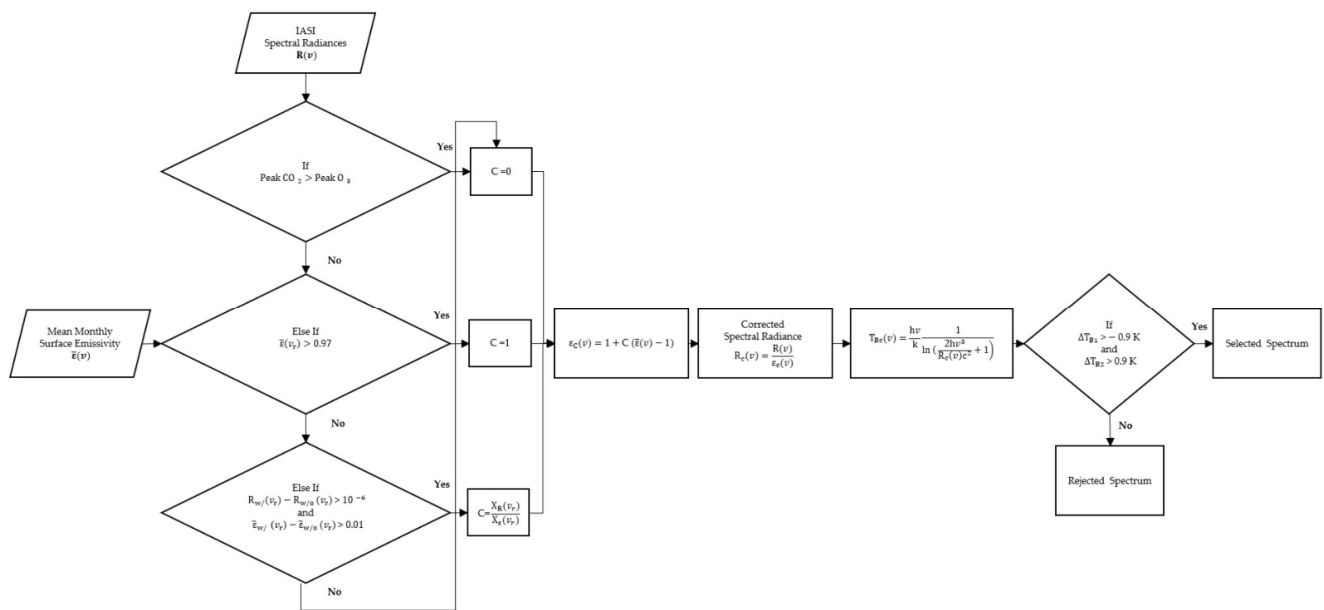 IASI
Spectral Radiances
R(ν)
If
Peak CO ₂ > Peak O ₃
Yes
C =0
No
Mean Monthly
Surface Emissivity
ε̅(ν)
Else If
ε̅(νᵣ) > 0.97
Yes
C =1
ε_C(ν) = 1 + C (ε̅(ν) − 1)
Corrected
Spectral Radiance
R_c(ν) = R(ν) / ε_c(ν)
T_Bc(ν) = hν/k 1 / ln (2hν³ / R_c(ν)c² + 1)
If
ΔT_B1 > − 0.9 K
and
ΔT_B2 > 0.9 K
Yes
Selected Spectrum
No
Rejected Spectrum
No
Else If
R_w/(νᵣ) − R_w/o (νᵣ) > 10 ⁻⁶
and
ε̅_w/ (νᵣ) − ε̅_w/o (νᵣ) > 0.01
Yes
C= X_R(νᵣ) / X_ε(νᵣ)
No